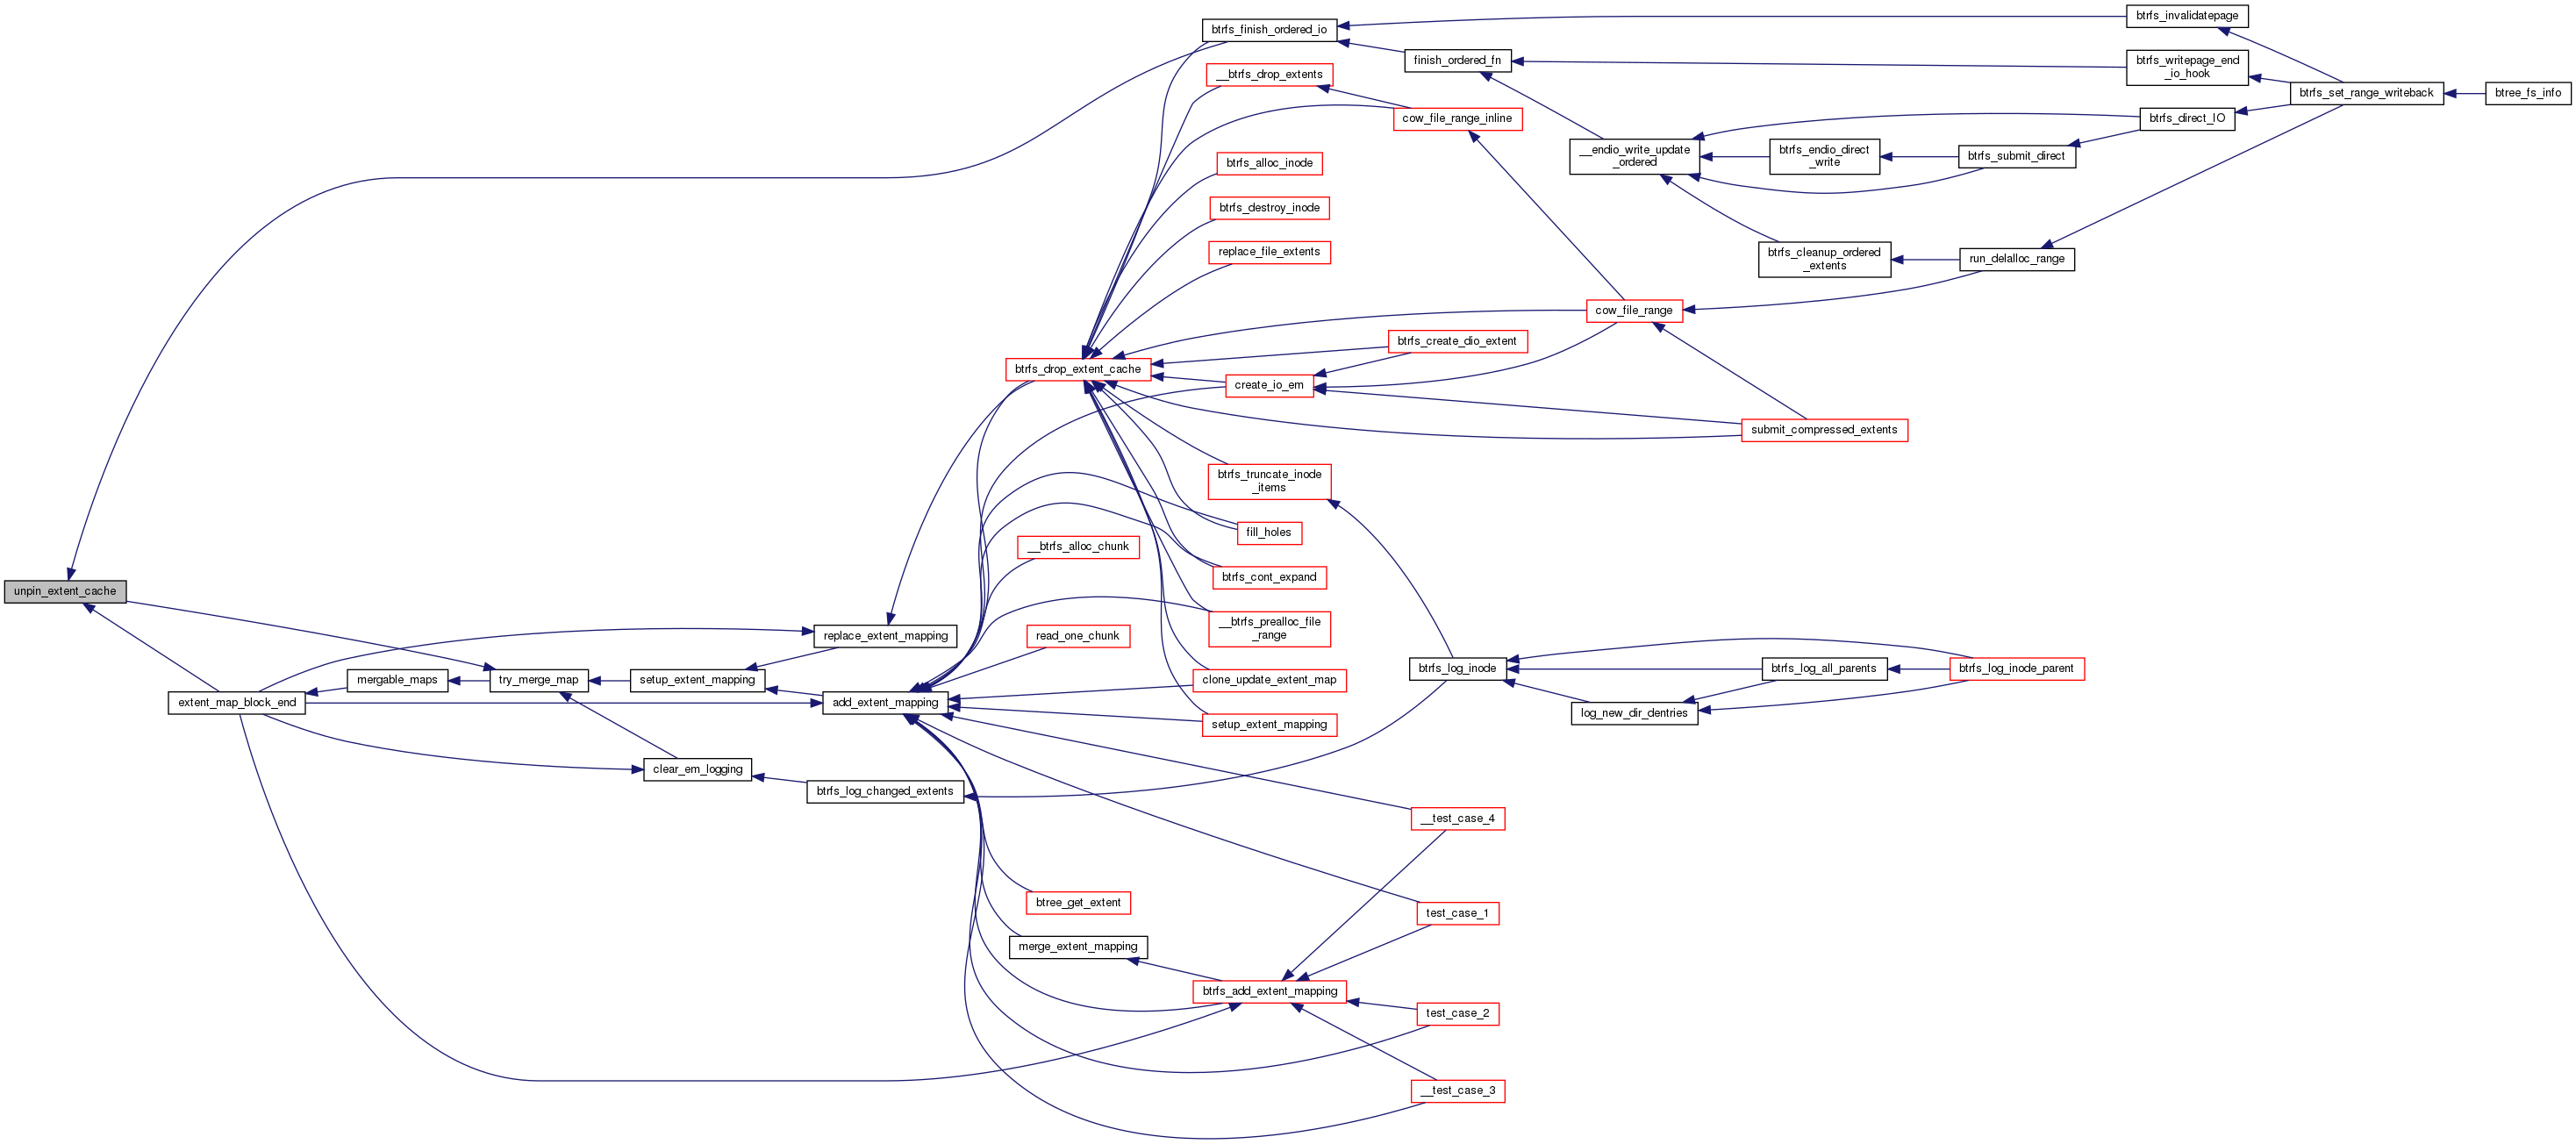 btrfs_finish_ordered_io
btrfs_invalidatepage
finish_ordered_fn
btrfs_writepage_end
_io_hook
__btrfs_drop_extents
btrfs_set_range_writeback
btree_fs_info
cow_file_range_inline
btrfs_direct_IO
__endio_write_update
_ordered
btrfs_endio_direct
_write
btrfs_submit_direct
btrfs_alloc_inode
btrfs_destroy_inode
replace_file_extents
btrfs_cleanup_ordered
_extents
run_delalloc_range
cow_file_range
btrfs_create_dio_extent
btrfs_drop_extent_cache
create_io_em
submit_compressed_extents
btrfs_truncate_inode
_items
fill_holes
__btrfs_alloc_chunk
btrfs_cont_expand
unpin_extent_cache
__btrfs_prealloc_file
_range
replace_extent_mapping
read_one_chunk
btrfs_log_inode
btrfs_log_all_parents
btrfs_log_inode_parent
mergable_maps
try_merge_map
setup_extent_mapping
clone_update_extent_map
extent_map_block_end
add_extent_mapping
log_new_dir_dentries
setup_extent_mapping
clear_em_logging
btrfs_log_changed_extents
__test_case_4
btree_get_extent
test_case_1
merge_extent_mapping
btrfs_add_extent_mapping
test_case_2
__test_case_3